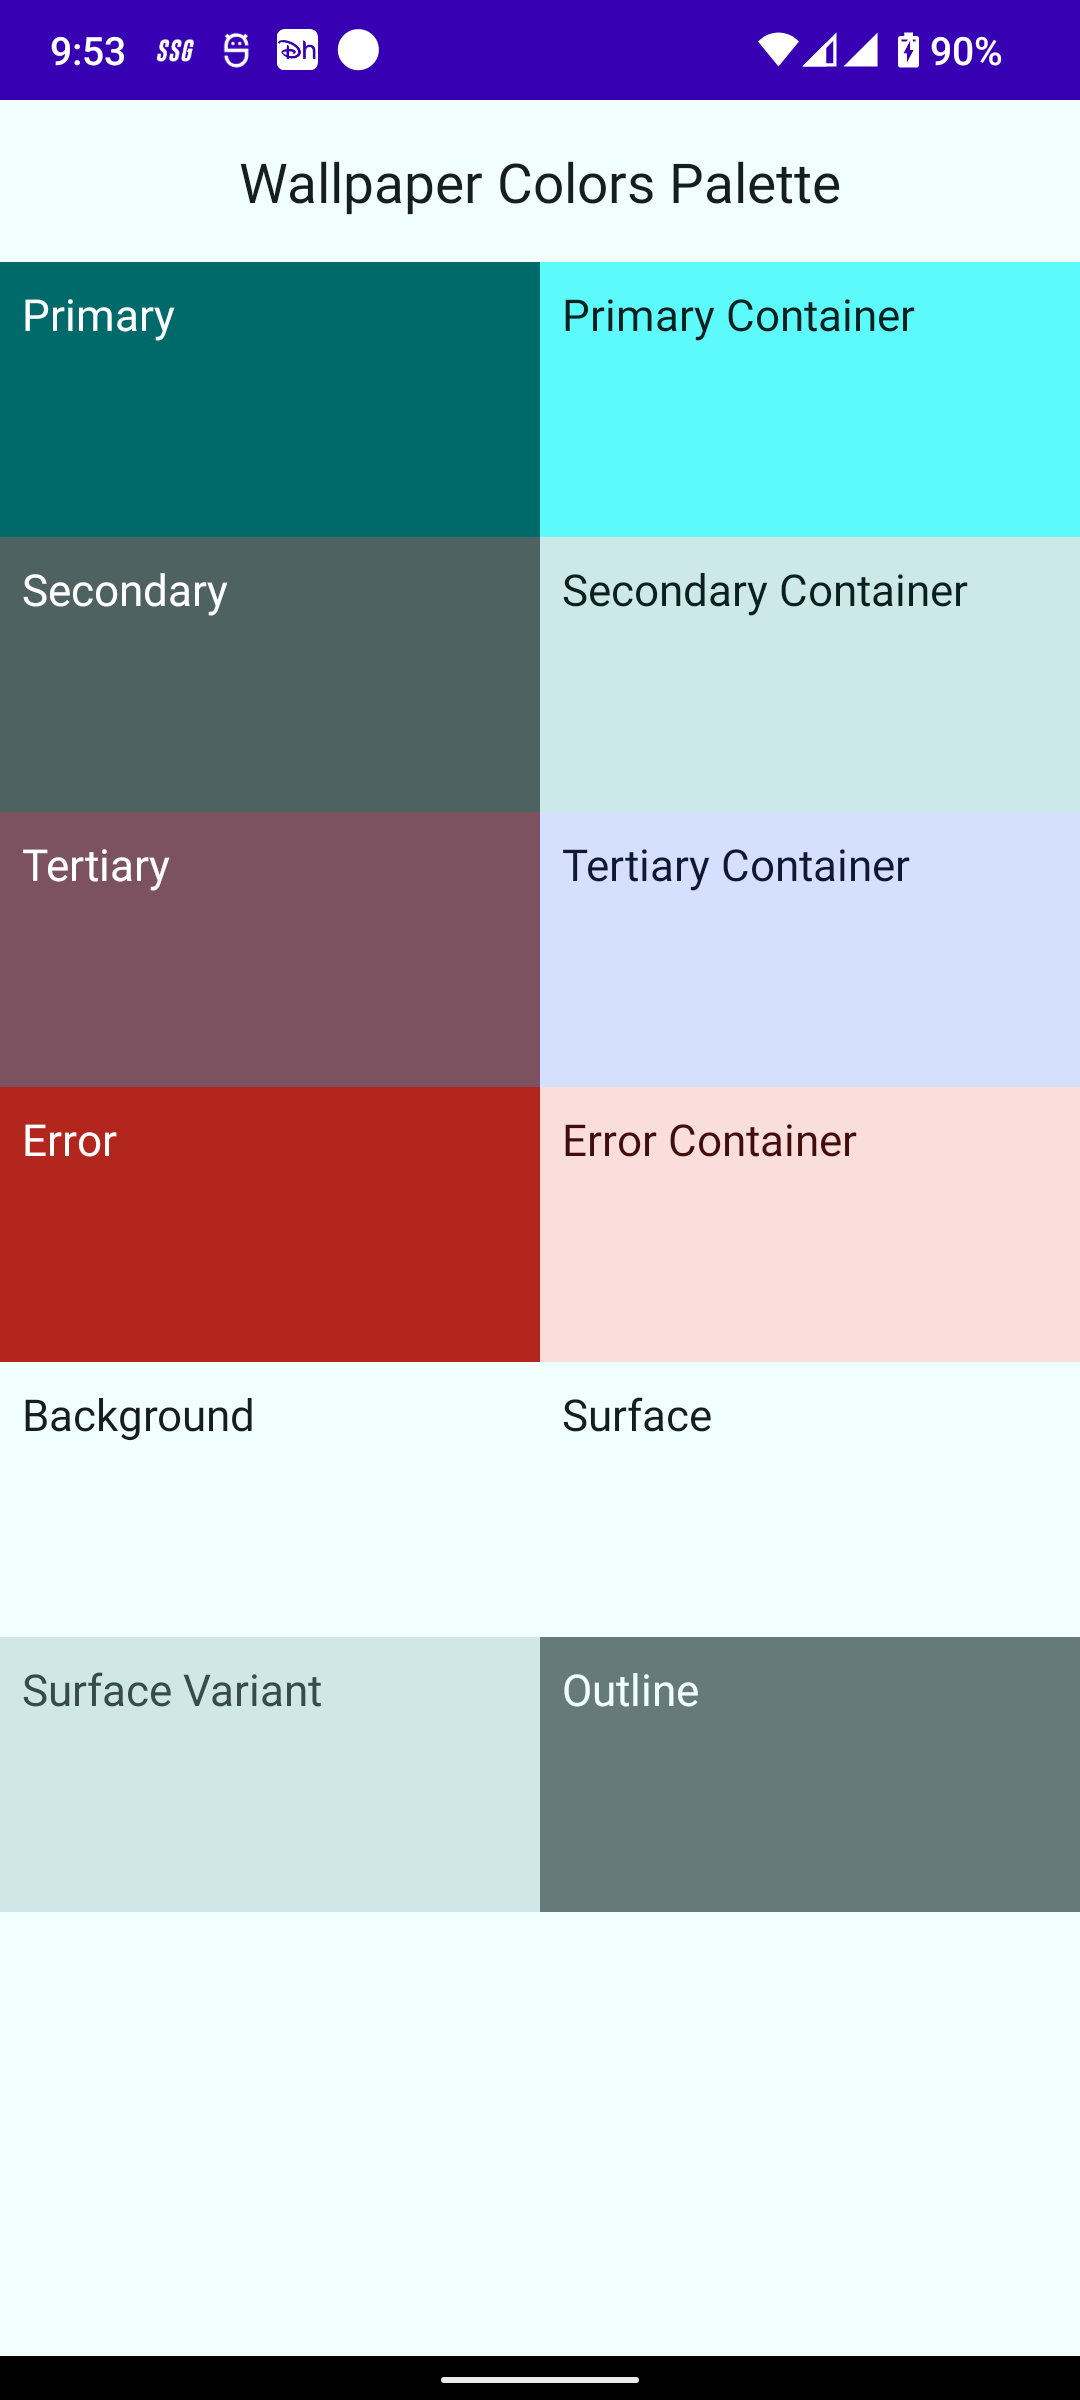 9:53 SSG Dh 90%
Wallpaper Colors Palette
Primary
Primary Container
Secondary
Secondary Container
Tertiary
Tertiary Container
Error
Error Container
Background
Surface
Surface Variant
Outline